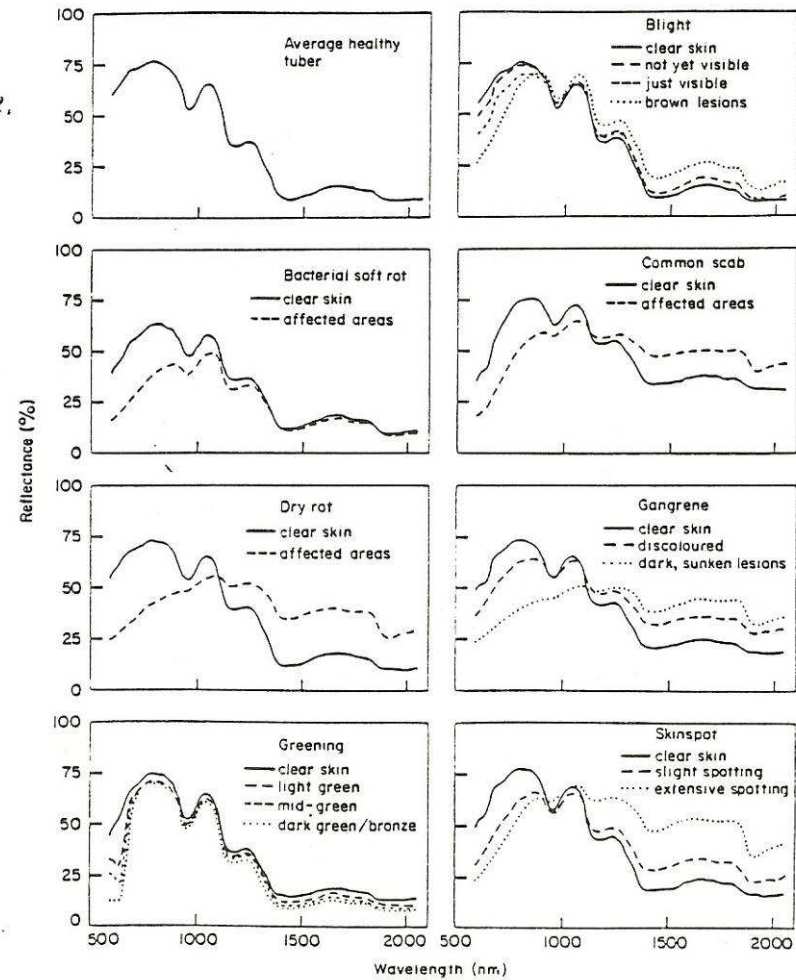 100
75
50
25
0
Average healthy
tuber
Blight
clear skin
not yet visible
just visible
brown lesions
100
75
50
25
0
Bacterial soft rot
clear skin
affected areas
Common scab
clear skin
affected areas
Reflectance (%)
100
75
50
25
0
Dry rot
clear skin
affected areas
Gangrene
clear skin
discoloured
dark, sunken lesions
100
75
50
25
0
Greening
clear skin
light green
mid-green
dark green/bronze
Skinspot
clear skin
slight spotting
extensive spotting
500
1000
1500
2000
500
1000
1500
2000
Wavelength (nm)